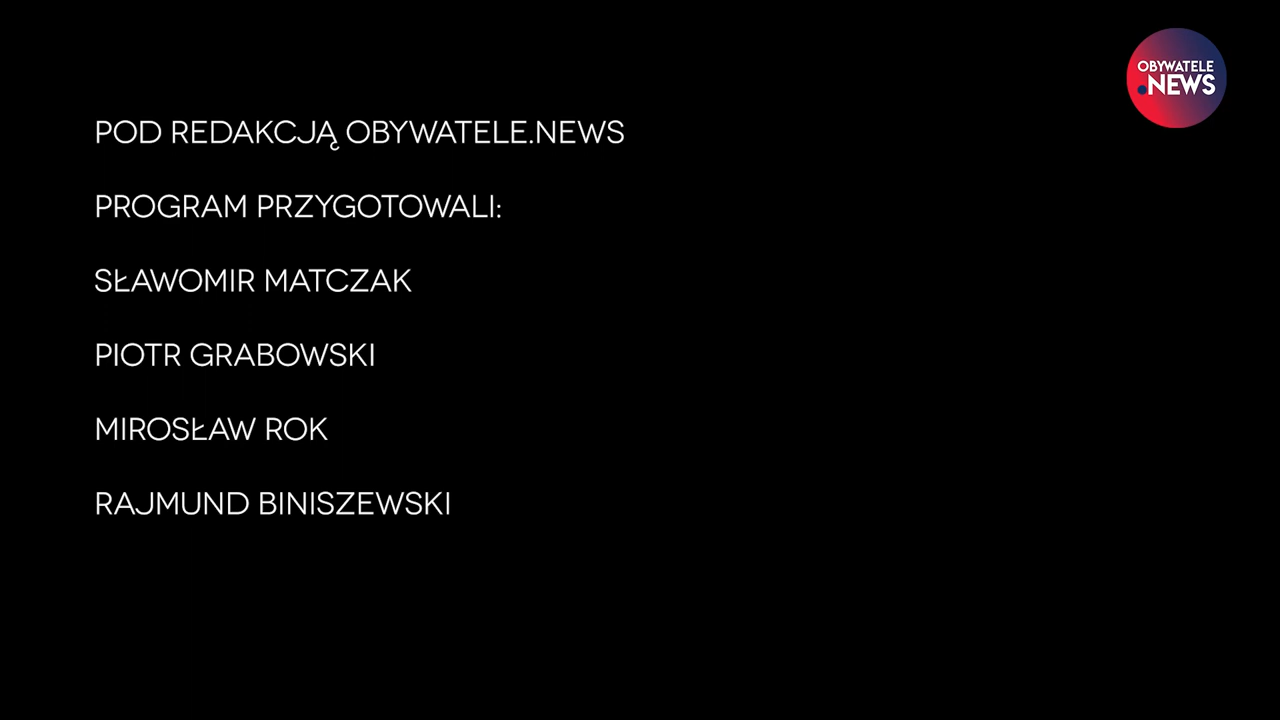 OBYWATELE
.NEWS
POD REDAKCJĄ OBYWATELE.NEWS
PROGRAM PRZYGOTOWALI:
SŁAWOMIR MATCZAK
PIOTR GRABOWSKI
MIROSŁAW ROK
RAJMUND BINISZEWSKI